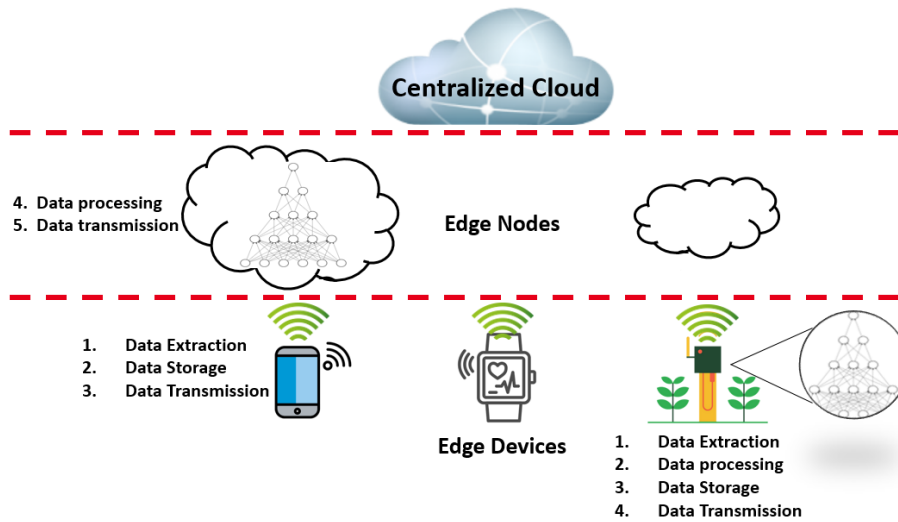 Centralized Cloud
4. Data processing
5. Data transmission
Edge Nodes
1. Data Extraction
2. Data Storage
3. Data Transmission
Edge Devices
1. Data Extraction
2. Data processing
3. Data Storage
4. Data Transmission